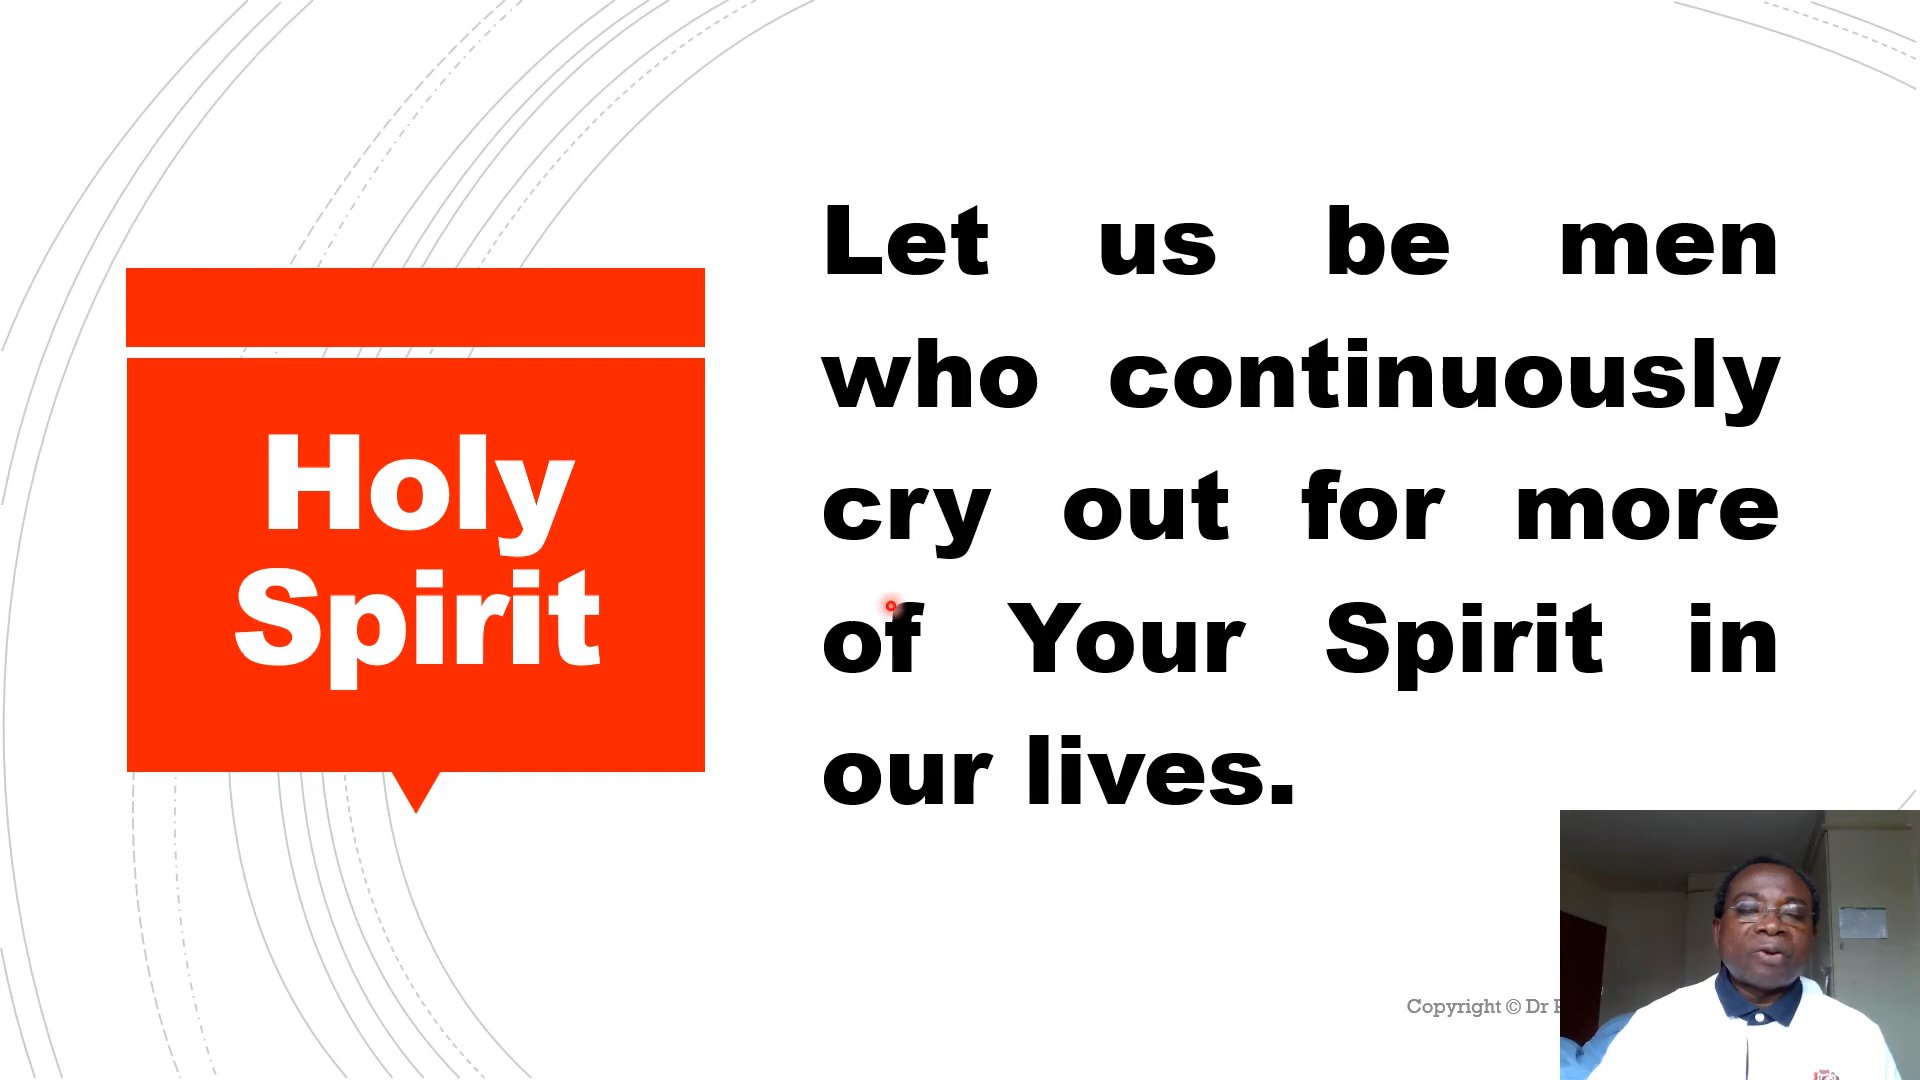 Holy
Spirit
Let us be men
who continuously
cry out for more
of Your Spirit in
our lives.
Copyright © Dr